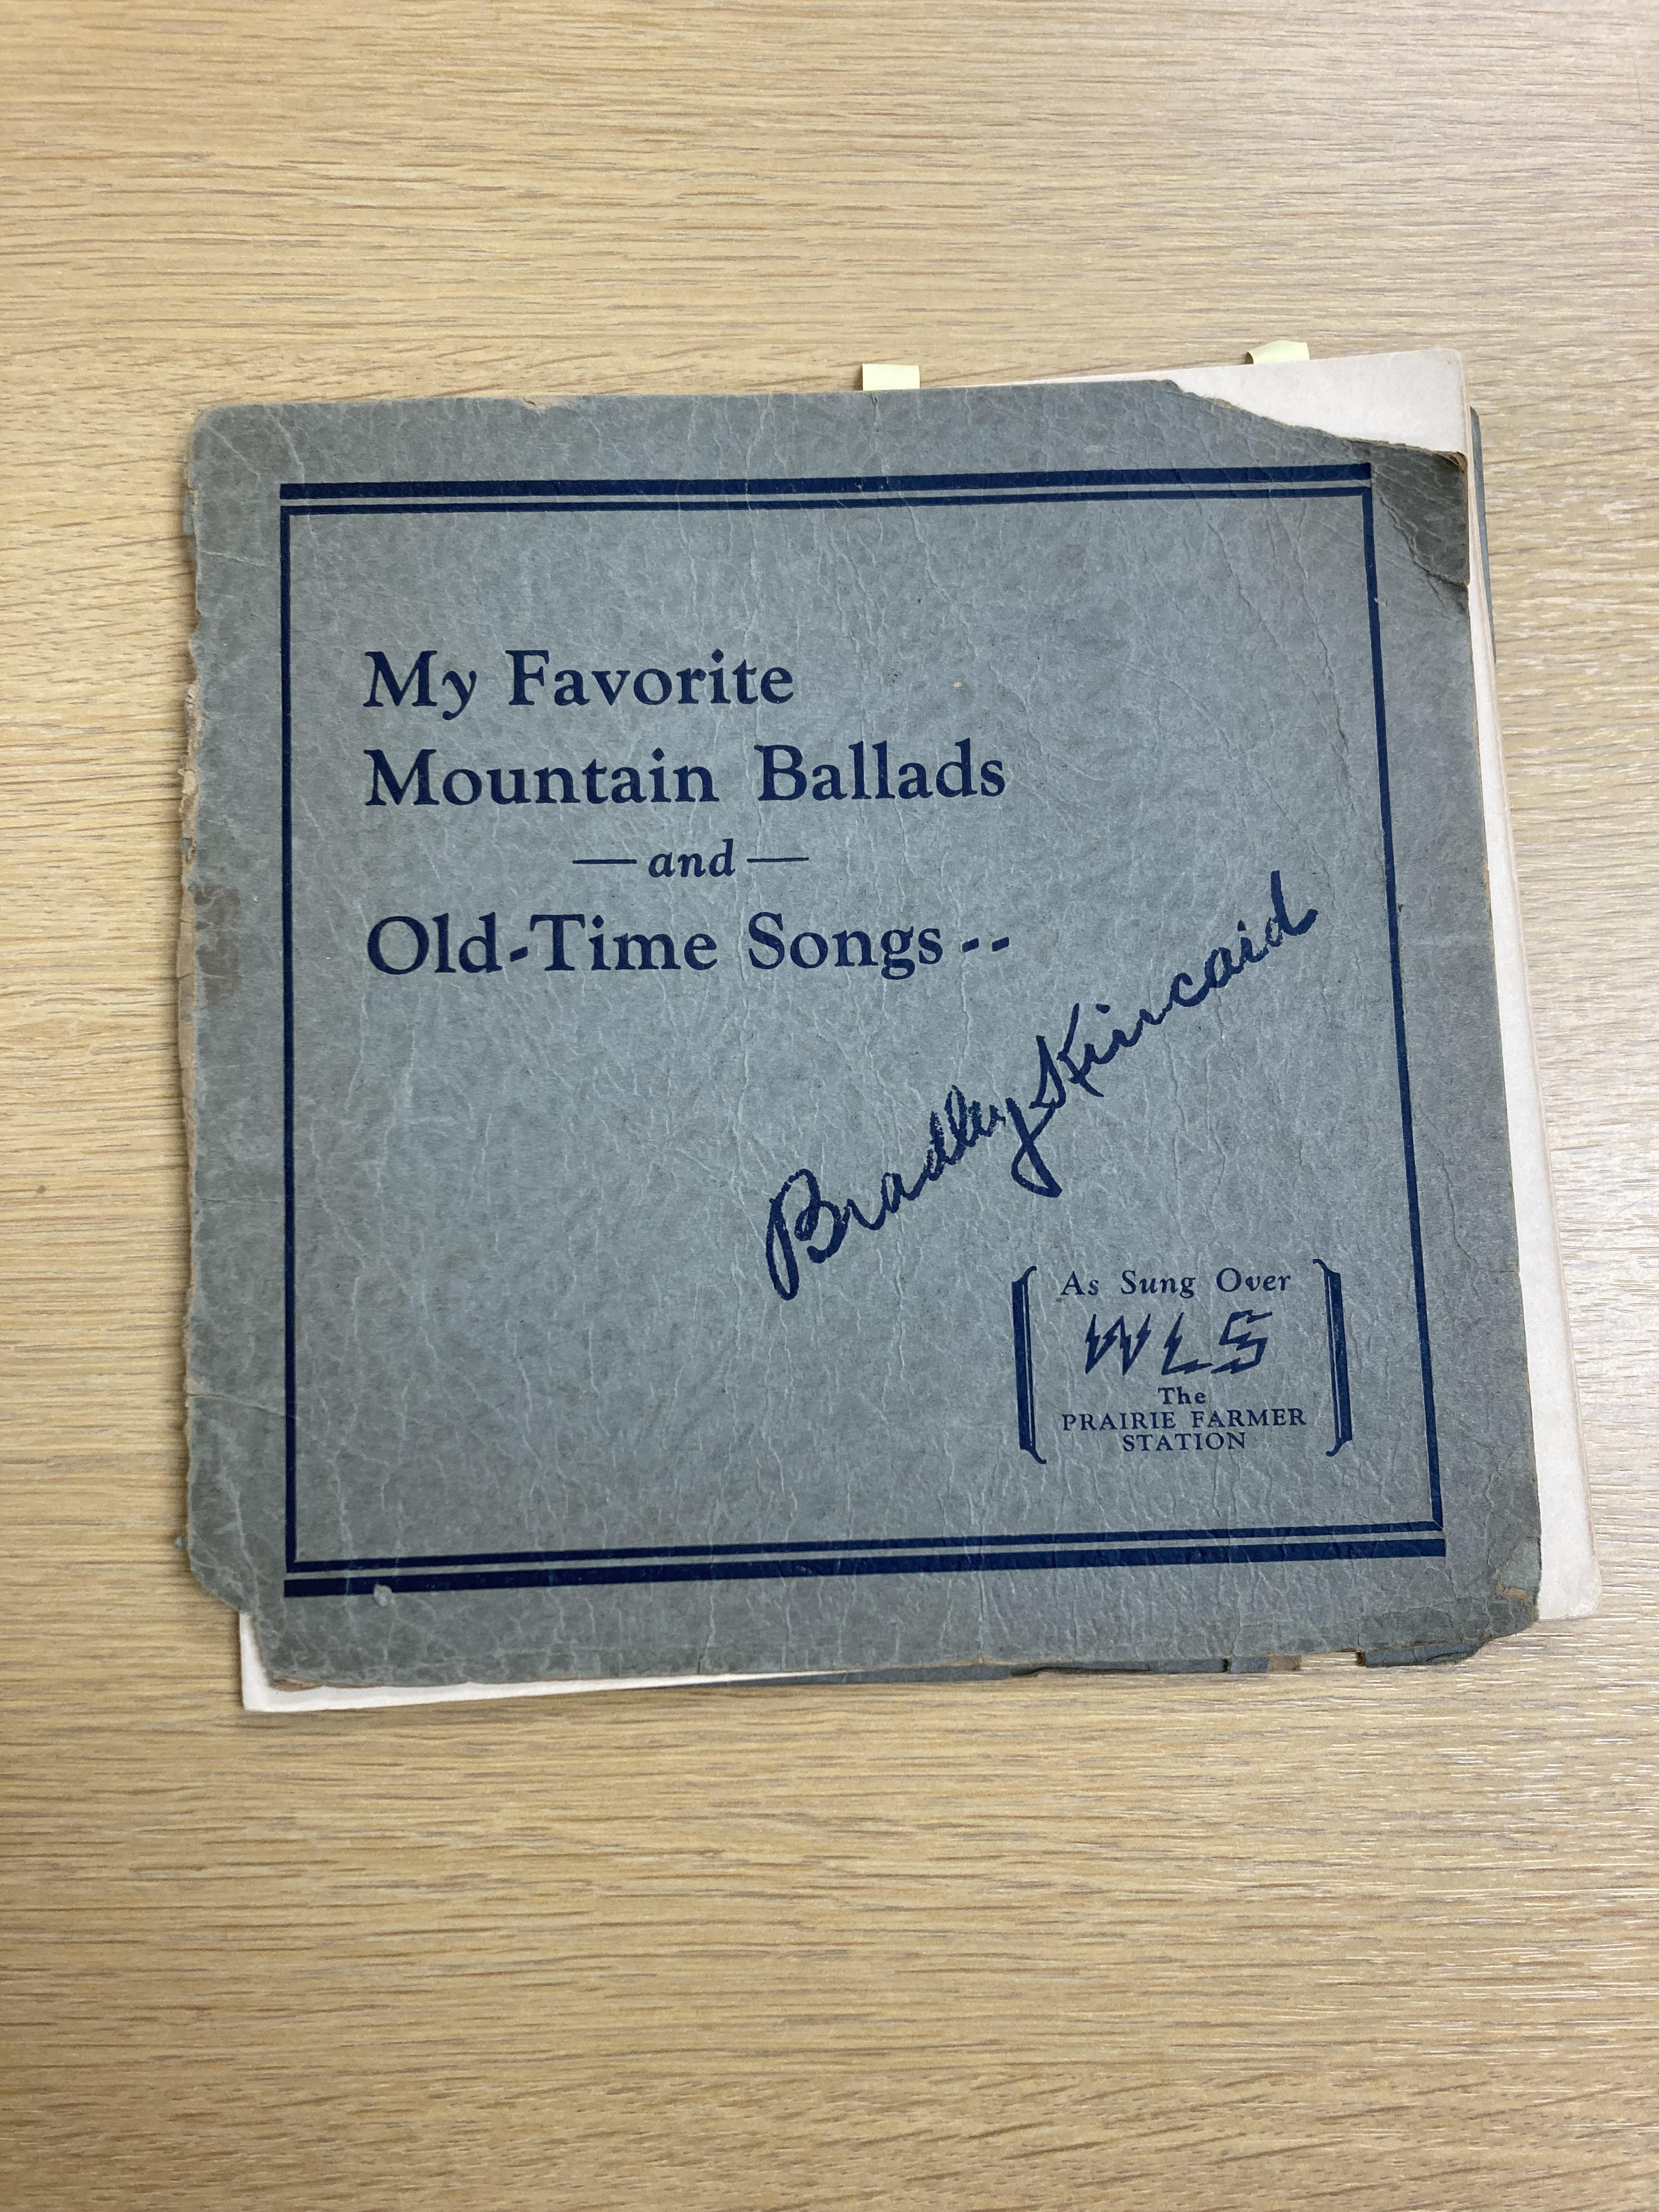 My Favorite
Mountain Ballads
— and —
Old-Time Songs--
Bradley Kincaid
As Sung Over
WLS
The
PRAIRIE FARMER
STATION